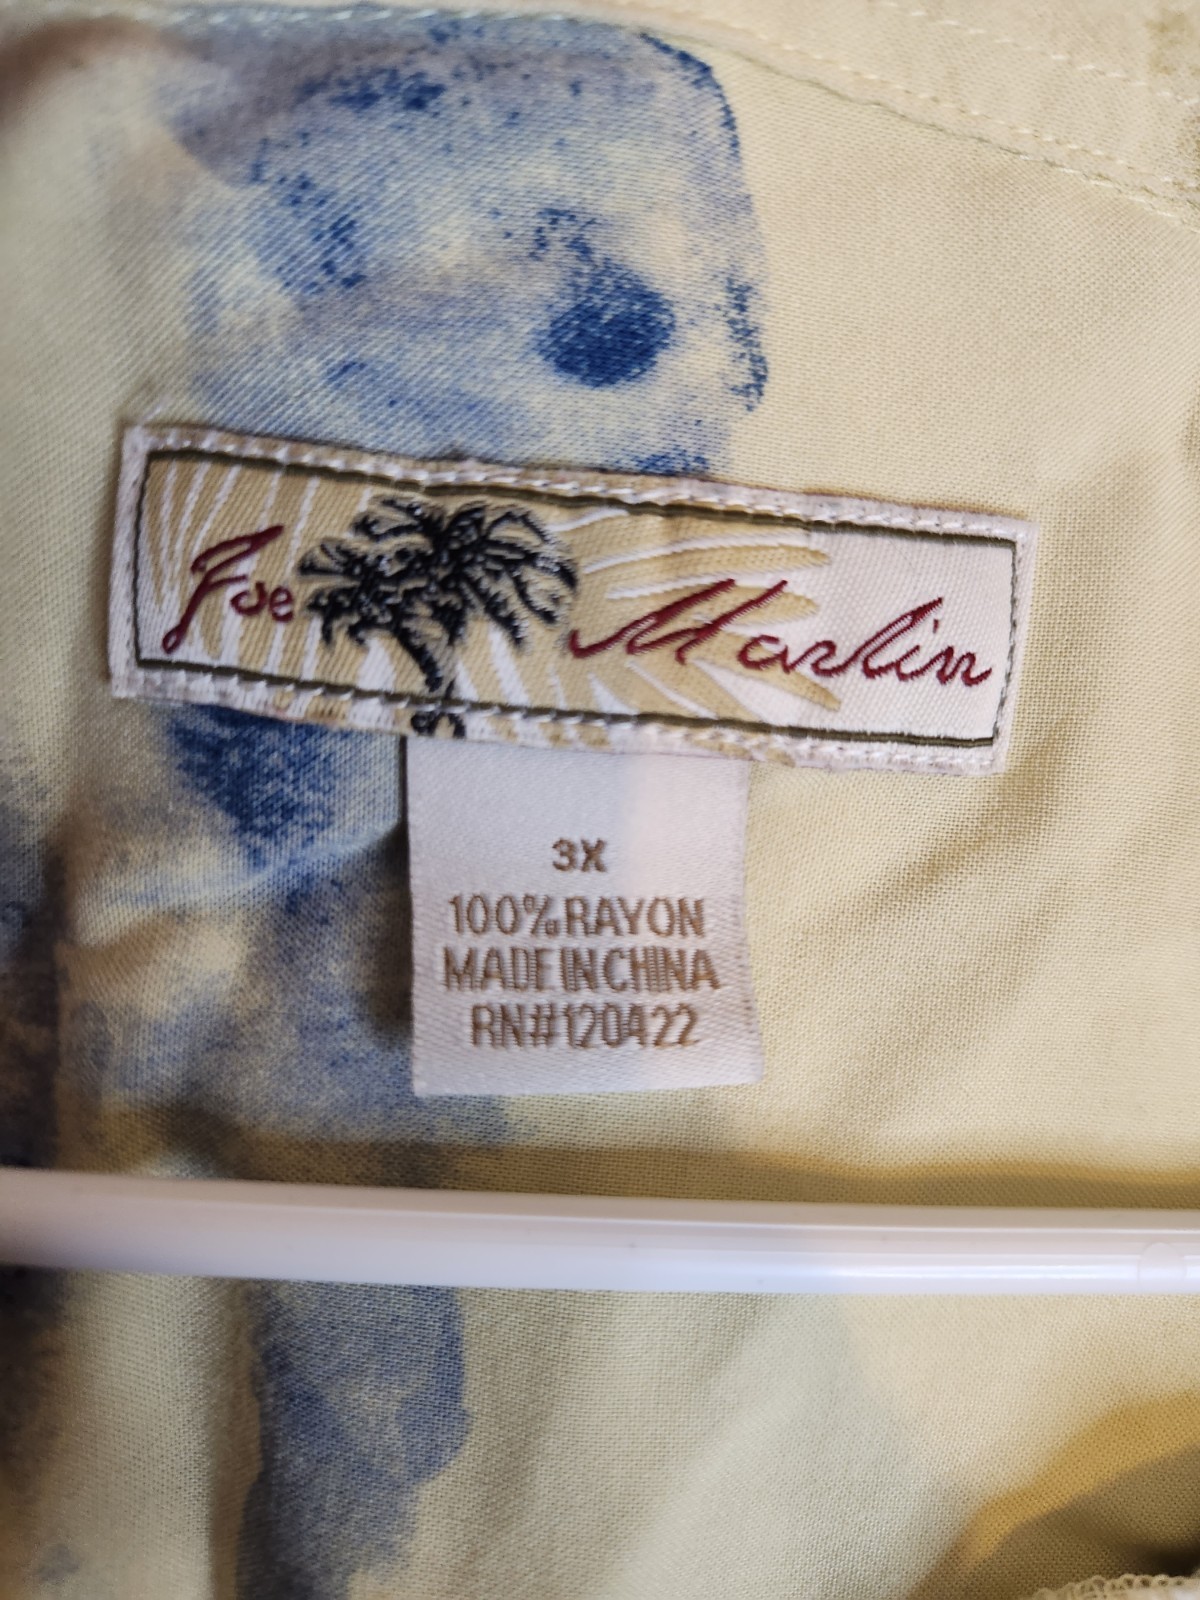 Joe Marlin
3X
100% RAYON
MADE IN CHINA
RN#120422